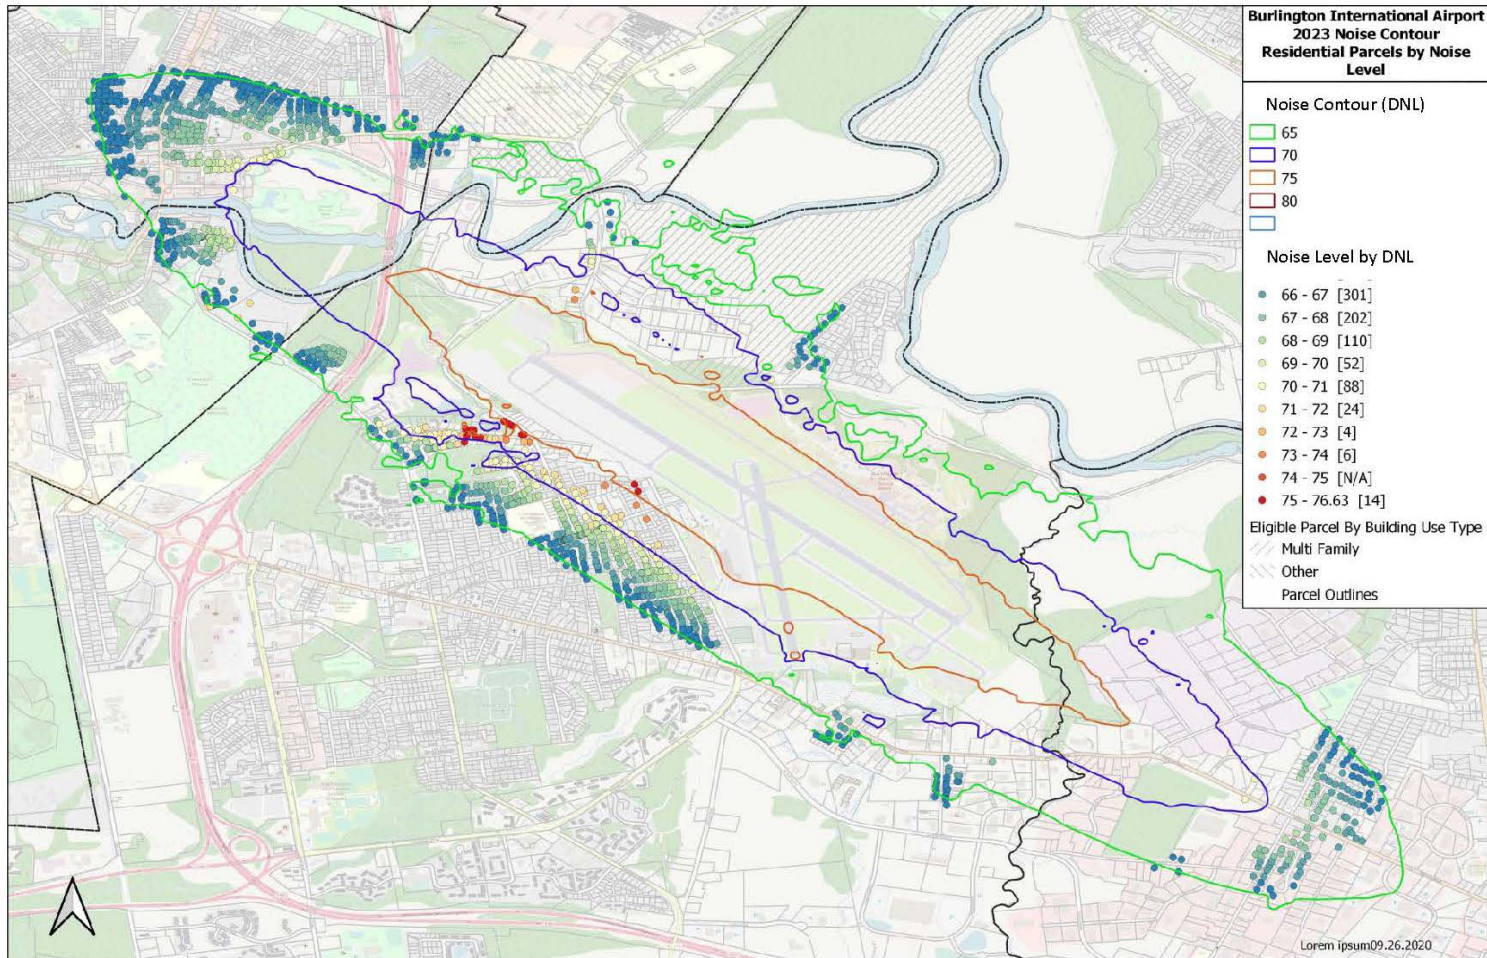 Burlington International Airport
2023 Noise Contour
Residential Parcels by Noise
Level
Noise Contour (DNL)
65
70
75
80
Noise Level by DNL
66 - 67 [301]
67 - 68 [202]
68 - 69 [110]
69 - 70 [52]
70 - 71 [88]
71 - 72 [24]
72 - 73 [4]
73 - 74 [6]
74 - 75 [N/A]
75 - 76.63 [14]
Eligible Parcel By Building Use Type
Multi Family
Other
Parcel Outlines
Lorem ipsum09.26.2020